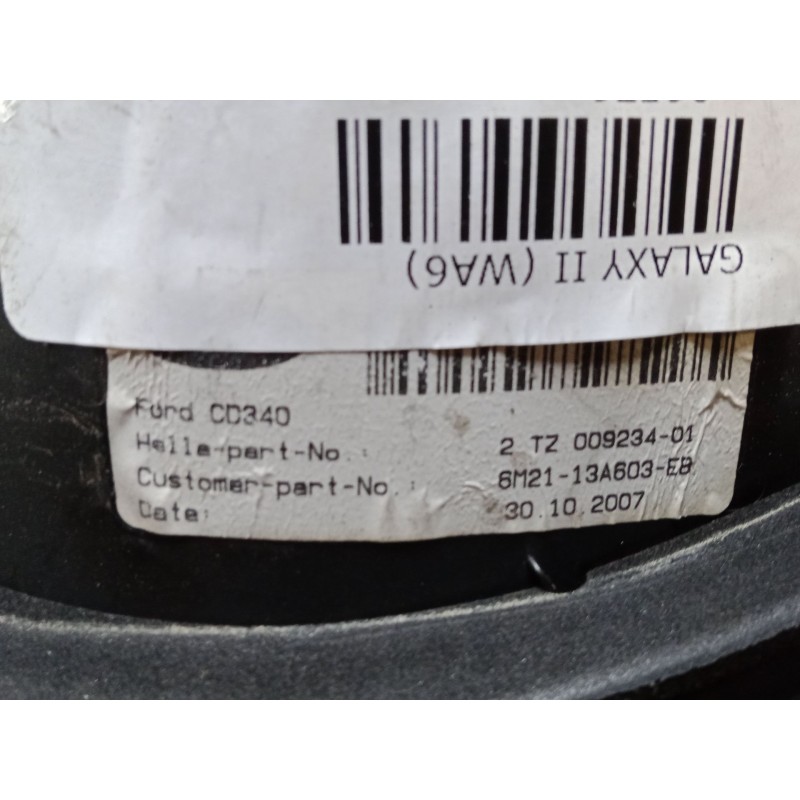 GALAXY II (WA6)
Ford CD340
Hella-part-No.: 2 TZ 009234-01
Customer-part-No.: 6M21-13A603-EB
Date: 30.10.2007